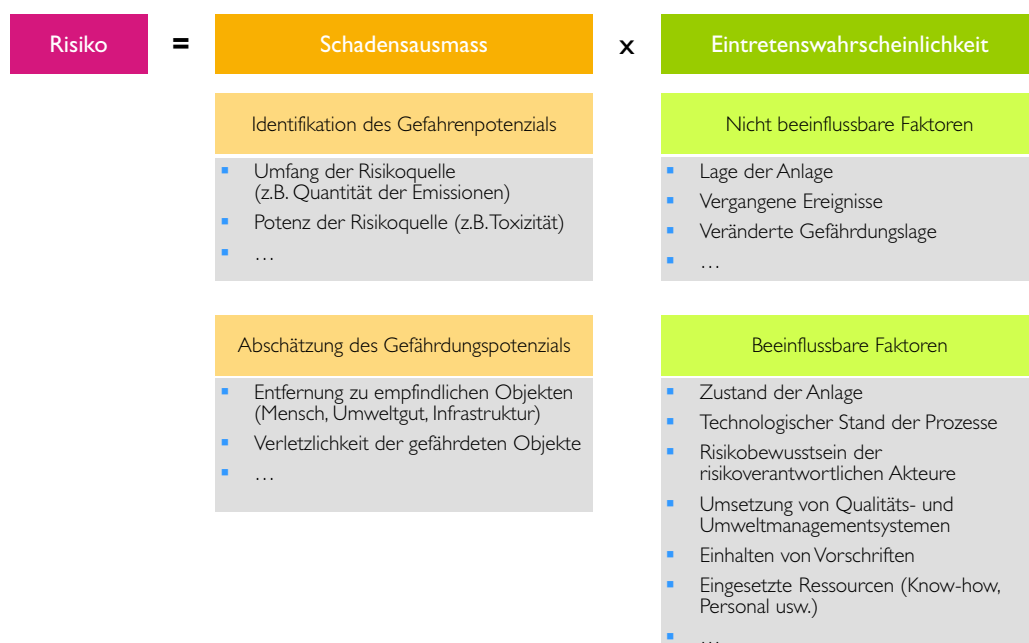 Risiko = Schadensausmass x Eintretenswahrscheinlichkeit
Identifikation des Gefahrenpotenzials
▪ Umfang der Risikoquelle
(z.B. Quantität der Emissionen)
▪ Potenz der Risikoquelle (z.B. Toxizität)
▪ …
Abschätzung des Gefährdungspotenzials
▪ Entfernung zu empfindlichen Objekten
(Mensch, Umweltgut, Infrastruktur)
▪ Verletzlichkeit der gefährdeten Objekte
▪ …
Nicht beeinflussbare Faktoren
▪ Lage der Anlage
▪ Vergangene Ereignisse
▪ Veränderte Gefährdungslage
▪ …
Beeinflussbare Faktoren
▪ Zustand der Anlage
▪ Technologischer Stand der Prozesse
▪ Risikobewusstsein der
risikoverantwortlichen Akteure
▪ Umsetzung von Qualitäts- und
Umweltmanagementsystemen
▪ Einhalten von Vorschriften
▪ Eingesetzte Ressourcen (Know-how,
Personal usw.)
▪ …